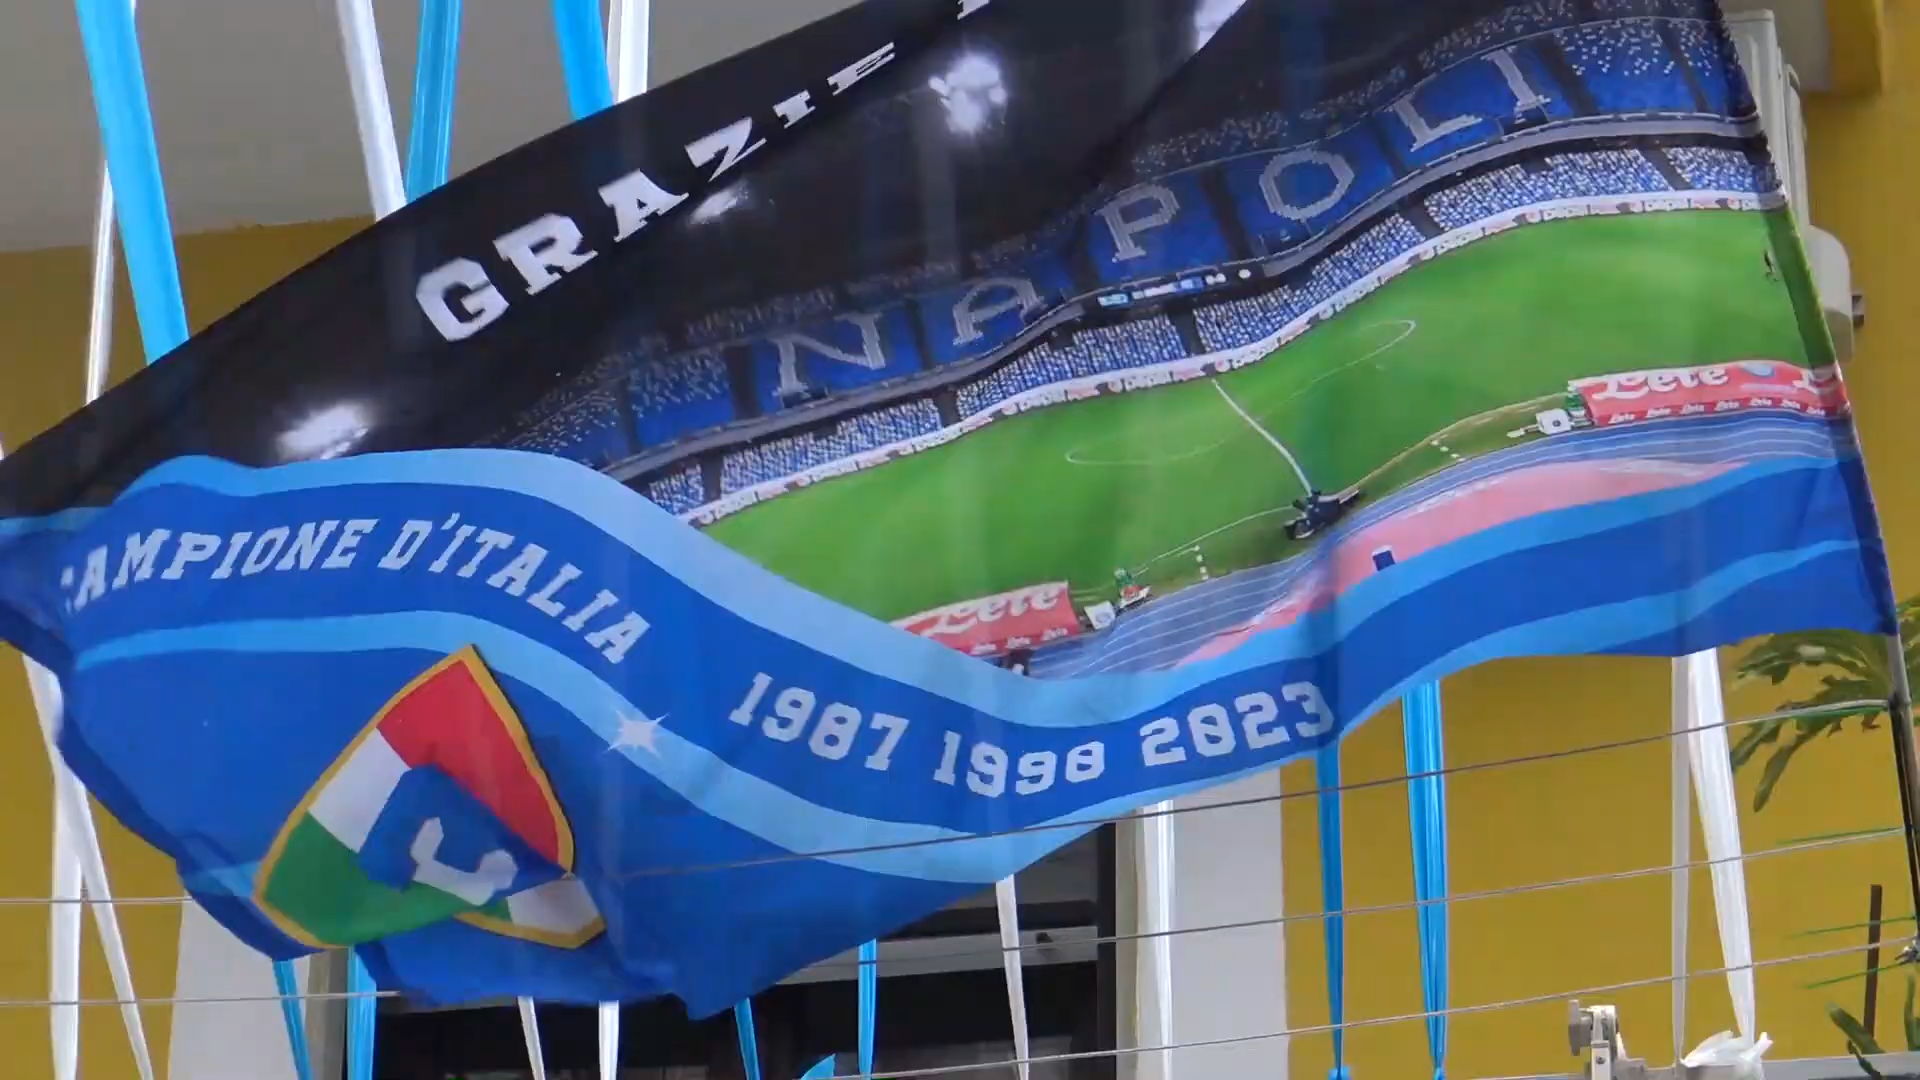 GRAZIE
NAPOLI
Lete
Lete
CAMPIONE D'ITALIA
1987 1990 2023